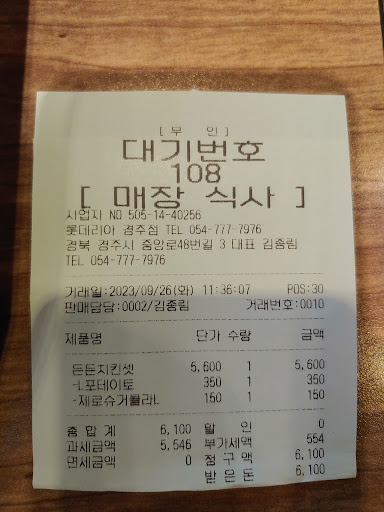 [무 인]
대기번호
108
[ 매장 식사 ]
사업자 NO 505-14-40256
롯데리아 경주점 TEL 054-777-7976
경북 경주시 중앙로48번길 3 대표 김종림
TEL 054-777-7976
거래일:2023/09/26(화) 11:36:07 POS:30
판매담당:0002/김종림 거래번호:0010
제품명 단가 수량 금액
든든치킨셋 5,600 1 5,600
-L포테이토 350 1 350
-제로슈거콜라L 150 1 150
총 합 계 6,100 할 인 0
과세금액 5,546 부가세액 554
면세금액 0 청 구 액 6,100
받 은 돈 6,100